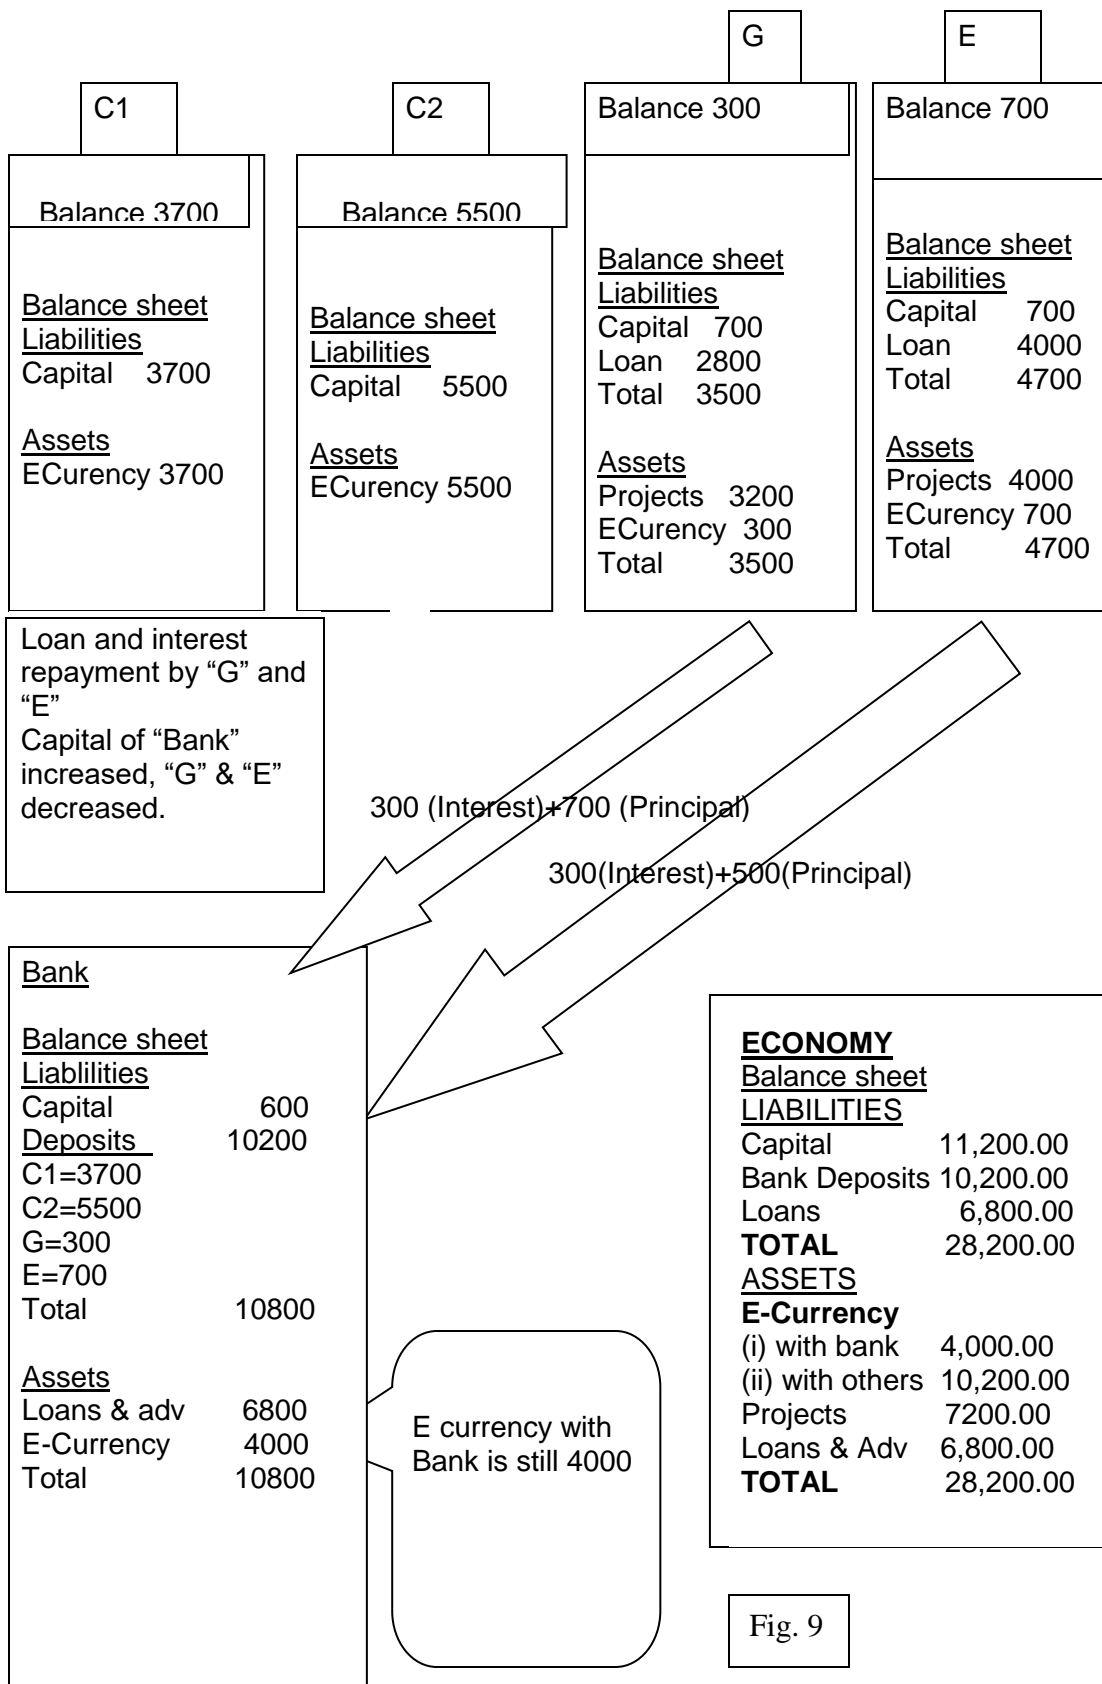 C1
Balance 3700
Balance sheet
Liabilities
Capital 3700
Assets
ECurency 3700
C2
Balance 5500
Balance sheet
Liabilities
Capital 5500
Assets
ECurency 5500
G
Balance 300
Balance sheet
Liabilities
Capital 700
Loan 2800
Total 3500
Assets
Projects 3200
ECurency 300
Total 3500
E
Balance 700
Balance sheet
Liabilities
Capital 700
Loan 4000
Total 4700
Assets
Projects 4000
ECurency 700
Total 4700
Loan and interest
repayment by “G” and
“E”
Capital of “Bank”
increased, “G” & “E”
decreased.
300 (Interest)+700 (Principal)
300(Interest)+500(Principal)
Bank
Balance sheet
Liablilities
Capital 600
Deposits 10200
C1=3700
C2=5500
G=300
E=700
Total 10800
Assets
Loans & adv 6800
E-Currency 4000
Total 10800
E currency with
Bank is still 4000
ECONOMY
Balance sheet
LIABILITIES
Capital 11,200.00
Bank Deposits 10,200.00
Loans 6,800.00
TOTAL 28,200.00
ASSETS
E-Currency
(i) with bank 4,000.00
(ii) with others 10,200.00
Projects 7200.00
Loans & Adv 6,800.00
TOTAL 28,200.00
Fig. 9